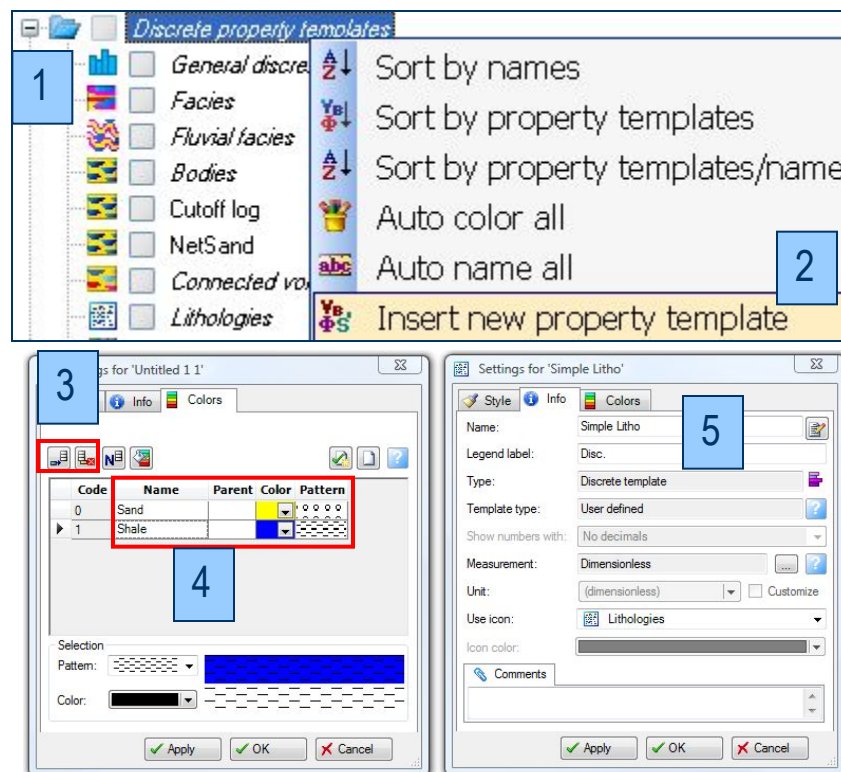 Discrete property templates
1
General discre
Facies
Fluvial facies
Bodies
Cutoff log
NetSand
Connected vo
Lithologies
Sort by names
Sort by property templates
Sort by property templates/name
Auto color all
abc Auto name all
2
Insert new property template
3
gs for 'Untitled 1 1'
Info Colors
Code Name Parent Color Pattern
0 Sand
1 Shale
4
Selection
Pattern:
Color:
Apply OK Cancel
Settings for 'Simple Litho'
Style Info Colors
5
Name: Simple Litho
Legend label: Disc.
Type: Discrete template
Template type: User defined
Show numbers with: No decimals
Measurement: Dimensionless ...
Unit: (dimensionless) Customize
Use icon: Lithologies
Icon color:
Comments
Apply OK Cancel